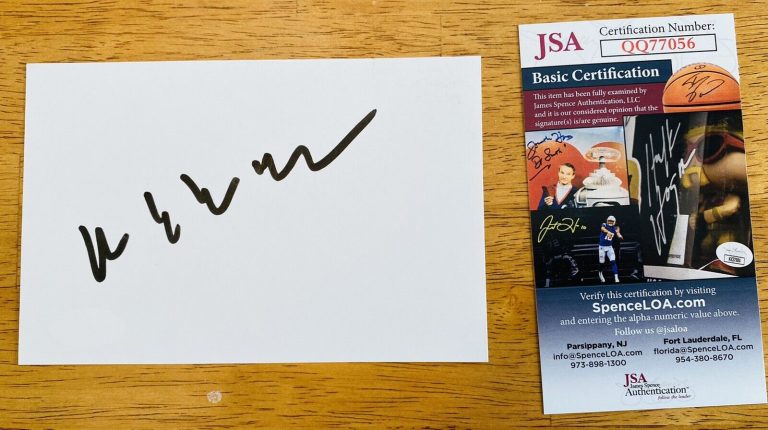 JSA
Certification Number:
QQ77056
Basic Certification
This item has been fully examined by
James Spence Authentication, LLC
and it is our considered opinion that the
signature(s) is/are genuine.
Verify this certification by visiting
SpenceLOA.com
and entering the alpha-numeric value above.
Follow us @jsaloa
Parsippany, NJ
info@SpenceLOA.com
973-898-1300
Fort Lauderdale, FL
florida@SpenceLOA.com
954-380-8670
JSA
James Spence
Authentication
follow the leader